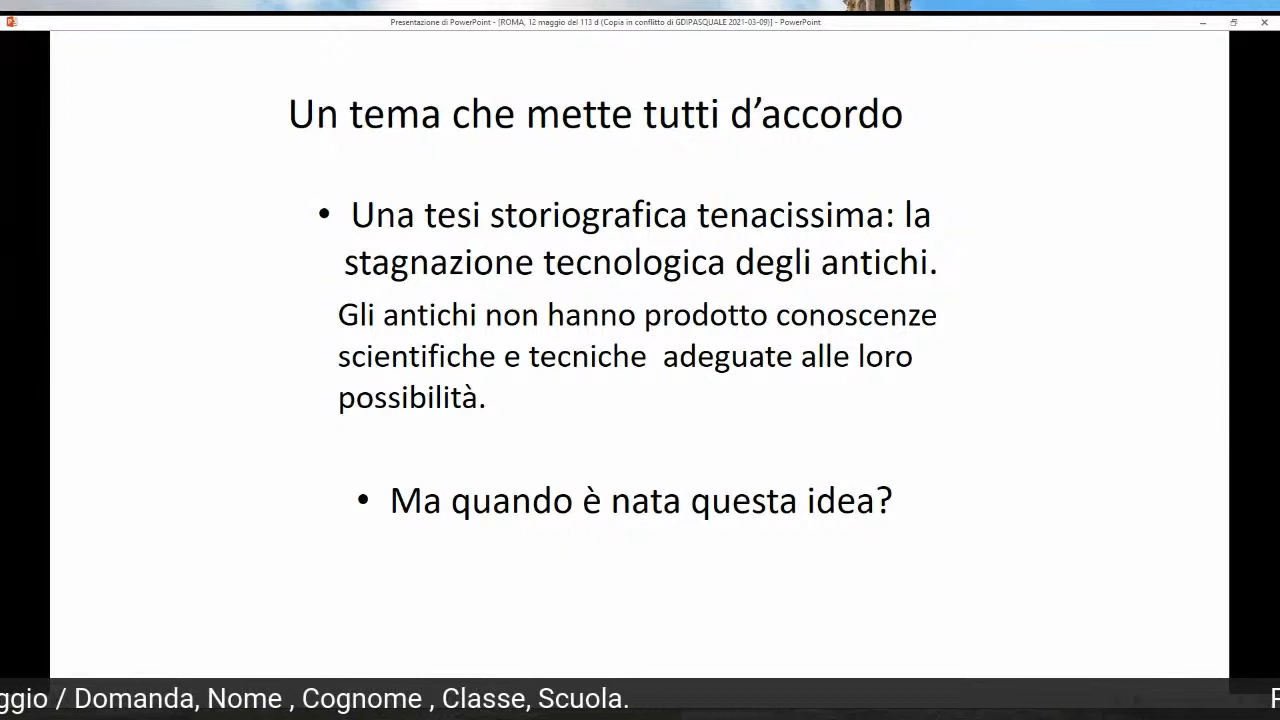 Presentazione di PowerPoint - [ROMA, 12 maggio del 113 d (Copia in conflitto di GDIPASQUALE 2021-03-09)] - PowerPoint
Un tema che mette tutti d’accordo
• Una tesi storiografica tenacissima: la
stagnazione tecnologica degli antichi.
Gli antichi non hanno prodotto conoscenze
scientifiche e tecniche adeguate alle loro
possibilità.
• Ma quando è nata questa idea?
ggio / Domanda, Nome , Cognome , Classe, Scuola. P